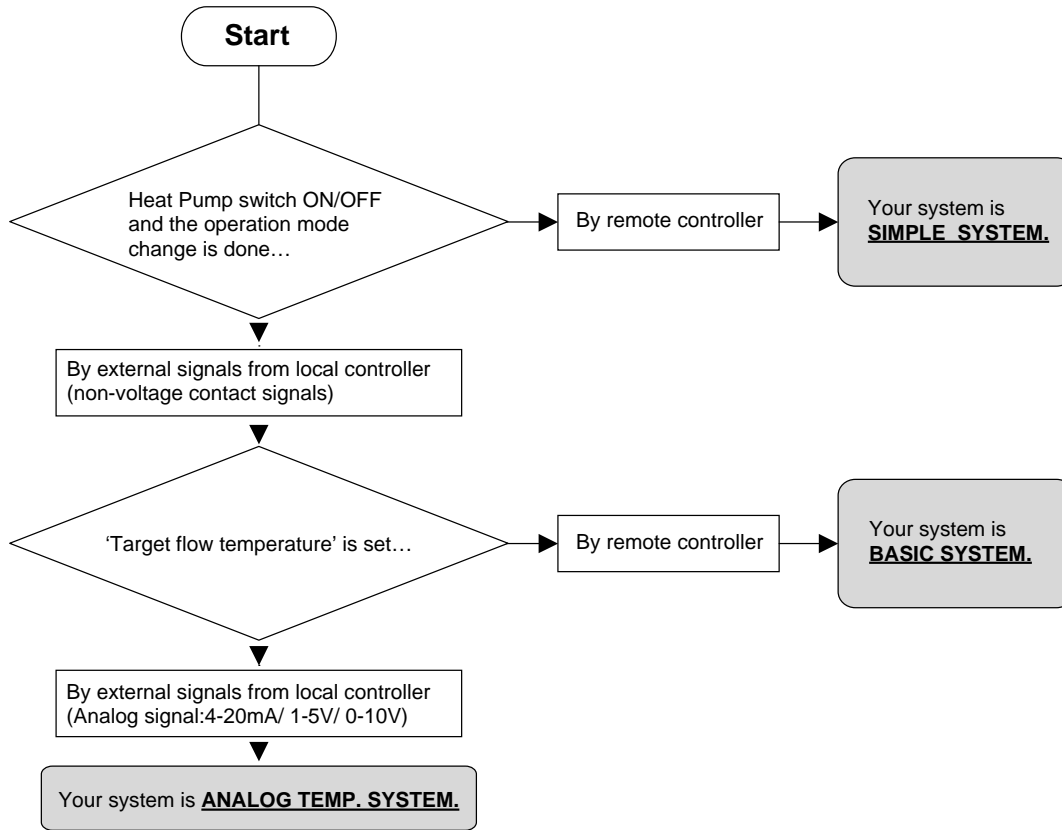 Start
Heat Pump switch ON/OFF
and the operation mode
change is done…
By remote controller
Your system is
SIMPLE SYSTEM.
By external signals from local controller
(non-voltage contact signals)
‘Target flow temperature’ is set…
By remote controller
Your system is
BASIC SYSTEM.
By external signals from local controller
(Analog signal:4-20mA/ 1-5V/ 0-10V)
Your system is ANALOG TEMP. SYSTEM.